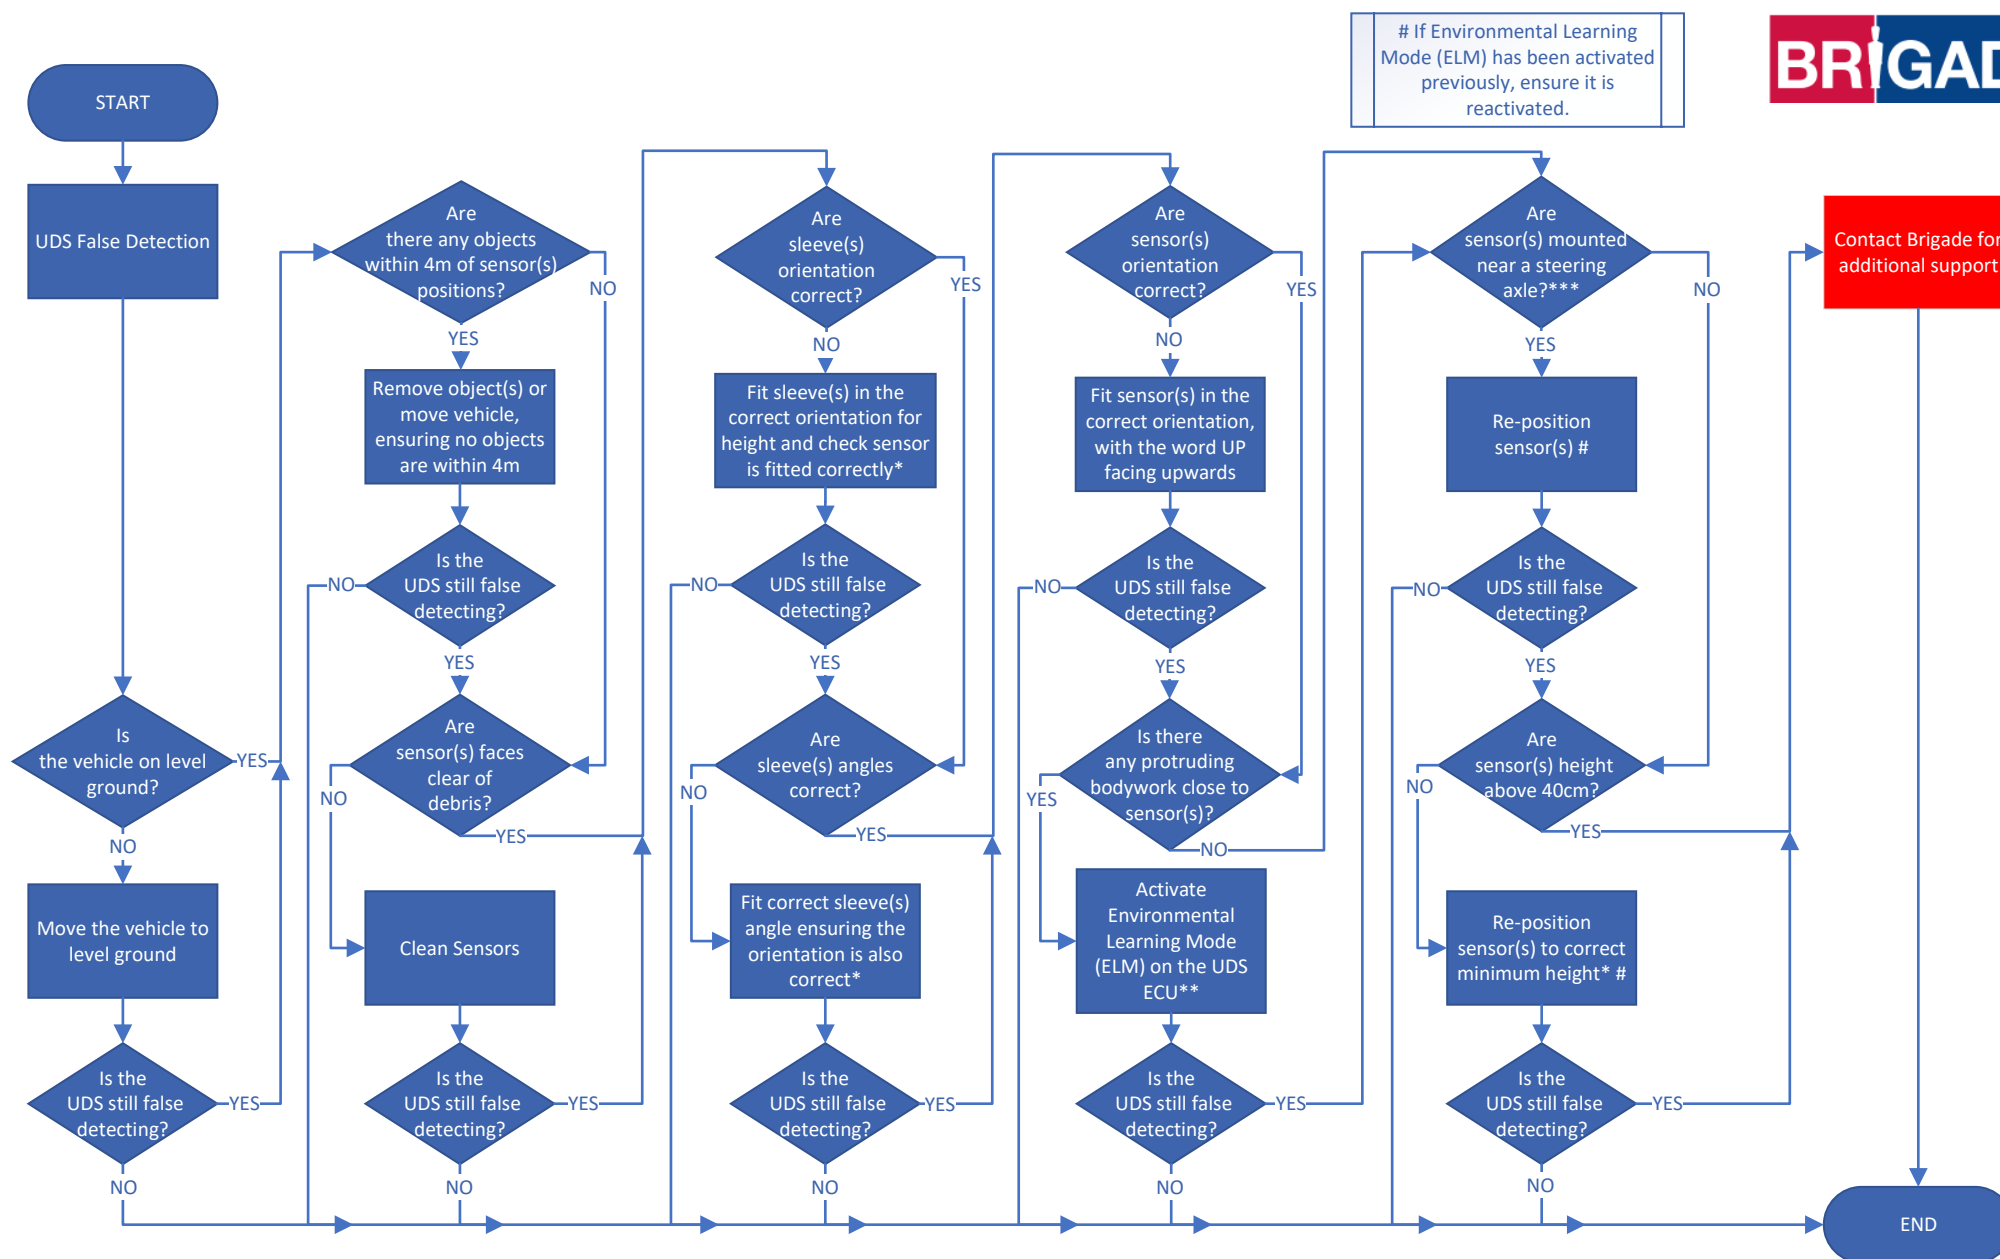 # If Environmental Learning
Mode (ELM) has been activated
previously, ensure it is
reactivated.
BRIGAD
START
UDS False Detection
Is
the vehicle on level
ground?
YES
NO
Move the vehicle to
level ground
Is the
UDS still false
detecting?
YES
NO
Are
there any objects
within 4m of sensor(s)
positions?
NO
YES
Remove object(s) or
move vehicle,
ensuring no objects
are within 4m
Is the
UDS still false
detecting?
NO
YES
Are
sensor(s) faces
clear of
debris?
NO
YES
Clean Sensors
Is the
UDS still false
detecting?
YES
NO
Are
sleeve(s)
orientation
correct?
YES
NO
Fit sleeve(s) in the
correct orientation for
height and check sensor
is fitted correctly*
Is the
UDS still false
detecting?
NO
YES
Are
sleeve(s) angles
correct?
NO
YES
Fit correct sleeve(s)
angle ensuring the
orientation is also
correct*
Is the
UDS still false
detecting?
YES
NO
Are
sensor(s)
orientation
correct?
YES
NO
Fit sensor(s) in the
correct orientation,
with the word UP
facing upwards
Is the
UDS still false
detecting?
NO
YES
Is there
any protruding
bodywork close to
sensor(s)?
YES
NO
Activate
Environmental
Learning Mode
(ELM) on the UDS
ECU**
Is the
UDS still false
detecting?
YES
NO
Are
sensor(s) mounted
near a steering
axle?***
NO
YES
Re-position
sensor(s) #
Is the
UDS still false
detecting?
NO
YES
Are
sensor(s) height
above 40cm?
NO
YES
Re-position
sensor(s) to correct
minimum height* #
Is the
UDS still false
detecting?
YES
NO
Contact Brigade for
additional support
END